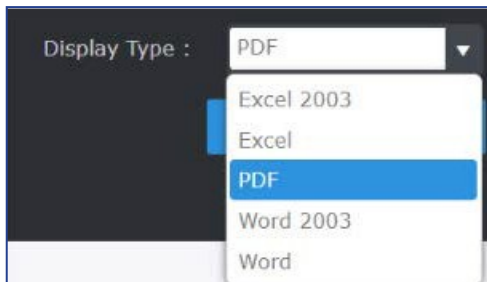 Display Type : PDF
Excel 2003
Excel
PDF
Word 2003
Word